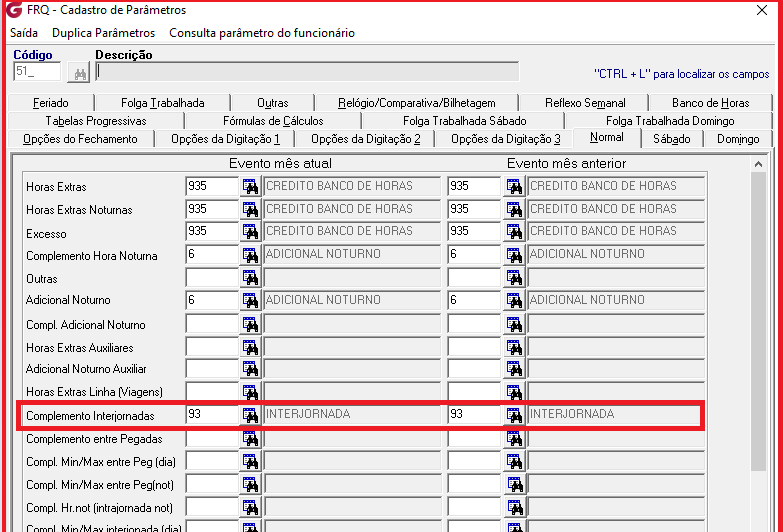 FRQ - Cadastro de Parâmetros
Saída Duplica Parâmetros Consulta parâmetro do funcionário
Código Descrição
51_
"CTRL + L" para localizar os campos
Feriado Folga Trabalhada Outras Relógio/Comparativa/Bilhetagem Reflexo Semanal Banco de Horas
Tabelas Progressivas Fórmulas de Cálculos Folga Trabalhada Sábado Folga Trabalhada Domingo
Opções do Fechamento Opções da Digitação 1 Opções da Digitação 2 Opções da Digitação 3 Normal Sábado Domingo
Evento mês atual Evento mês anterior
Horas Extras 935 CREDITO BANCO DE HORAS 935 CREDITO BANCO DE HORAS
Horas Extras Noturnas 935 CREDITO BANCO DE HORAS 935 CREDITO BANCO DE HORAS
Excesso 935 CREDITO BANCO DE HORAS 935 CREDITO BANCO DE HORAS
Complemento Hora Noturna 6 ADICIONAL NOTURNO 6 ADICIONAL NOTURNO
Outras
Adicional Noturno 6 ADICIONAL NOTURNO 6 ADICIONAL NOTURNO
Compl. Adicional Noturno
Horas Extras Auxiliares
Adicional Noturno Auxiliar
Horas Extras Linha (Viagens)
Complemento Interjornadas 93 INTERJORNADA 93 INTERJORNADA
Complemento entre Pegadas
Compl. Min/Max entre Peg (dia)
Compl. Min/Max entre Peg(not)
Compl. Hr.not (intrajornada not)
Compl. Min/Max interjonada (dia)